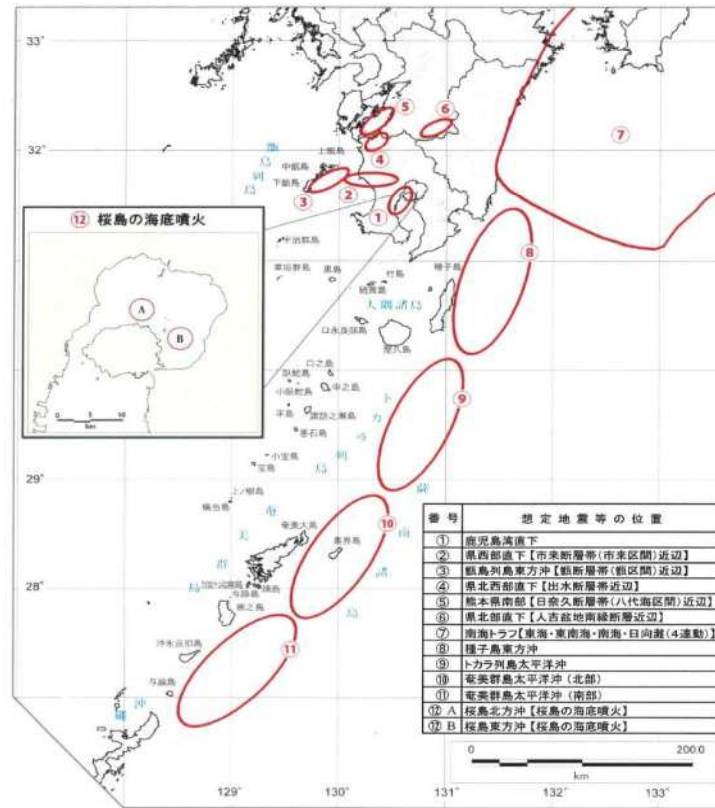 33
32
29
28
129
130
131
132
133
⑤
⑥
⑦
④
②
③
①
⑧
⑨
⑩
⑪
上甑島
中甑島
下甑島
甑島列島
宇治群島
草垣群島
黒島
竹島
硫黄島
種子島
大隅諸島
口永良部島
屋久島
口之島
臥蛇島
小臥蛇島
中之島
平島
諏訪之瀬島
悪石島
トカラ列島
小宝島
宝島
上ノ根島
横当島
奄美大島
喜界島
奄美群島
薩南諸島
与路島
徳之島
沖永良部島
与論島
沖縄
⑫ 桜島の海底噴火
A
B
0 5 10
km
番号 想定地震等の位置
① 鹿児島湾直下
② 県西部直下【市来断層帯(市来区間)近辺】
③ 甑島列島東方沖【甑断層帯(甑区間)近辺】
④ 県北西部直下【出水断層帯近辺】
⑤ 熊本県南部【日奈久断層帯(八代海区間)近辺】
⑥ 県北部直下【人吉盆地南縁断層近辺】
⑦ 南海トラフ【東海・東南海・南海・日向灘(4連動)】
⑧ 種子島東方沖
⑨ トカラ列島太平洋沖
⑩ 奄美群島太平洋沖(北部)
⑪ 奄美群島太平洋沖(南部)
⑫ A 桜島北方沖【桜島の海底噴火】
⑫ B 桜島東方沖【桜島の海底噴火】
0 200.0
km